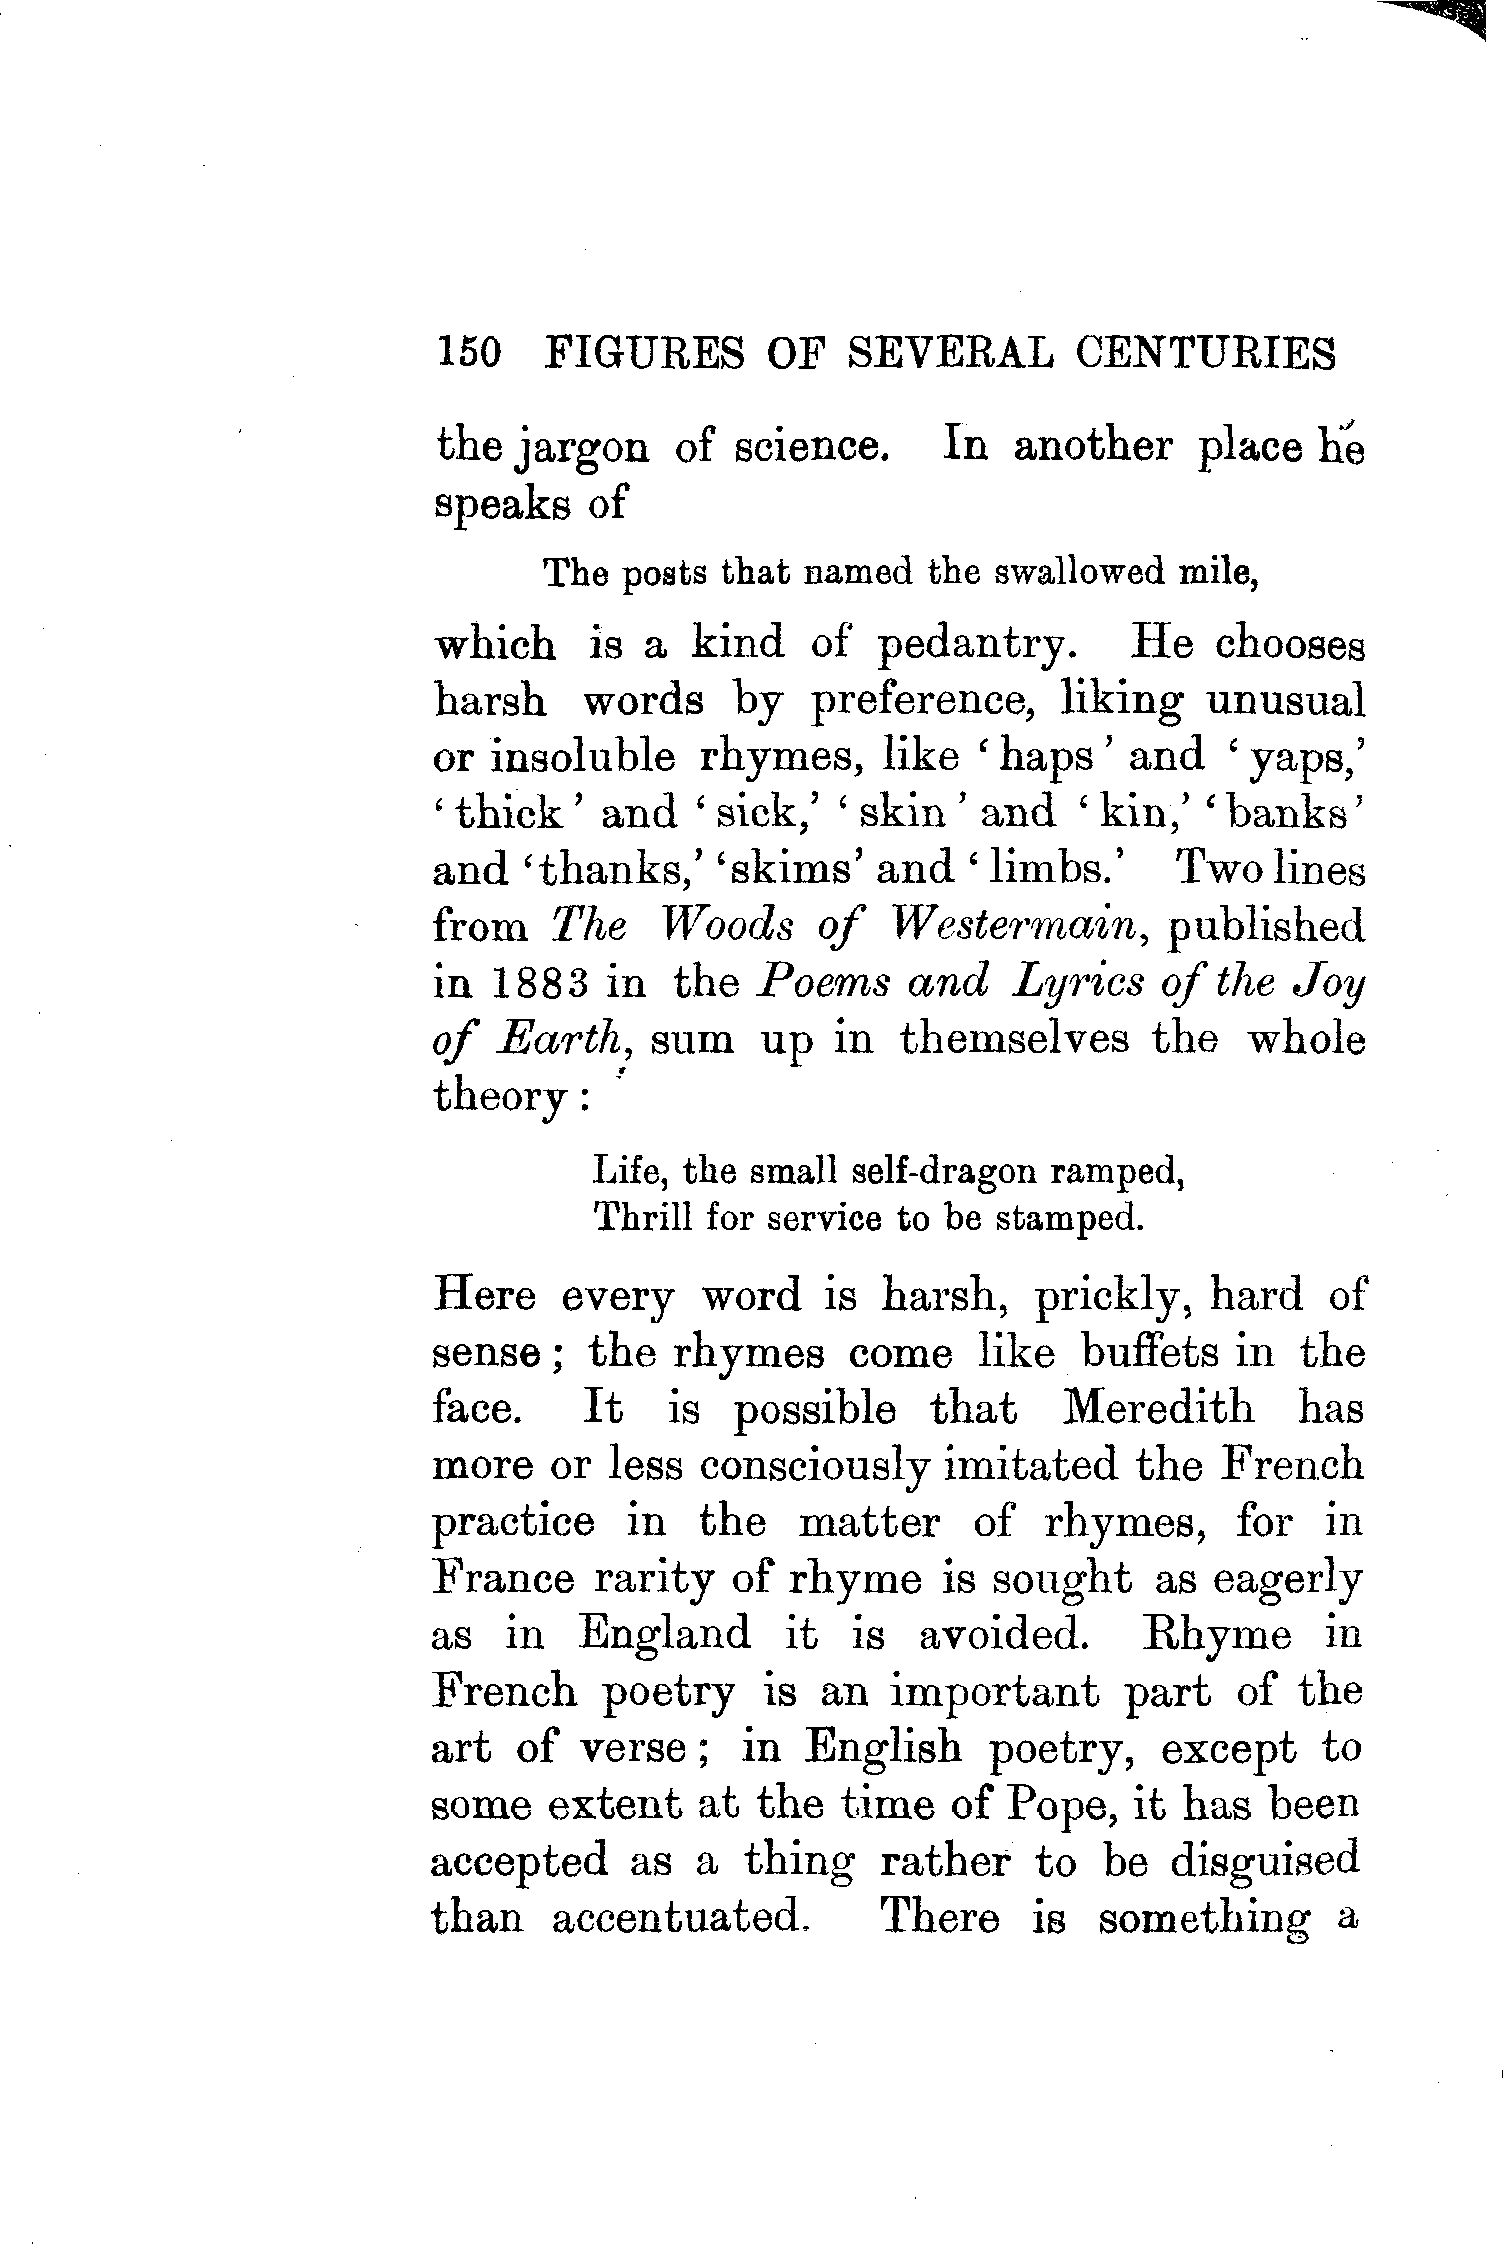 150 FIGURES OF SEVERAL CENTURIES
the jargon of science. In another place he
speaks of
The posts that named the swallowed mile,
which is a kind of pedantry. He chooses
harsh words by preference, liking unusual
or insoluble rhymes, like ‘haps’ and ‘yaps,’
‘thick’ and ‘sick,’ ‘skin’ and ‘kin,’ ‘banks’
and ‘thanks,’ ‘skims’ and ‘limbs.’ Two lines
from The Woods of Westermain, published
in 1883 in the Poems and Lyrics of the Joy
of Earth, sum up in themselves the whole
theory:
Life, the small self-dragon ramped,
Thrill for service to be stamped.
Here every word is harsh, prickly, hard of
sense; the rhymes come like buffets in the
face. It is possible that Meredith has
more or less consciously imitated the French
practice in the matter of rhymes, for in
France rarity of rhyme is sought as eagerly
as in England it is avoided. Rhyme in
French poetry is an important part of the
art of verse; in English poetry, except to
some extent at the time of Pope, it has been
accepted as a thing rather to be disguised
than accentuated. There is something a